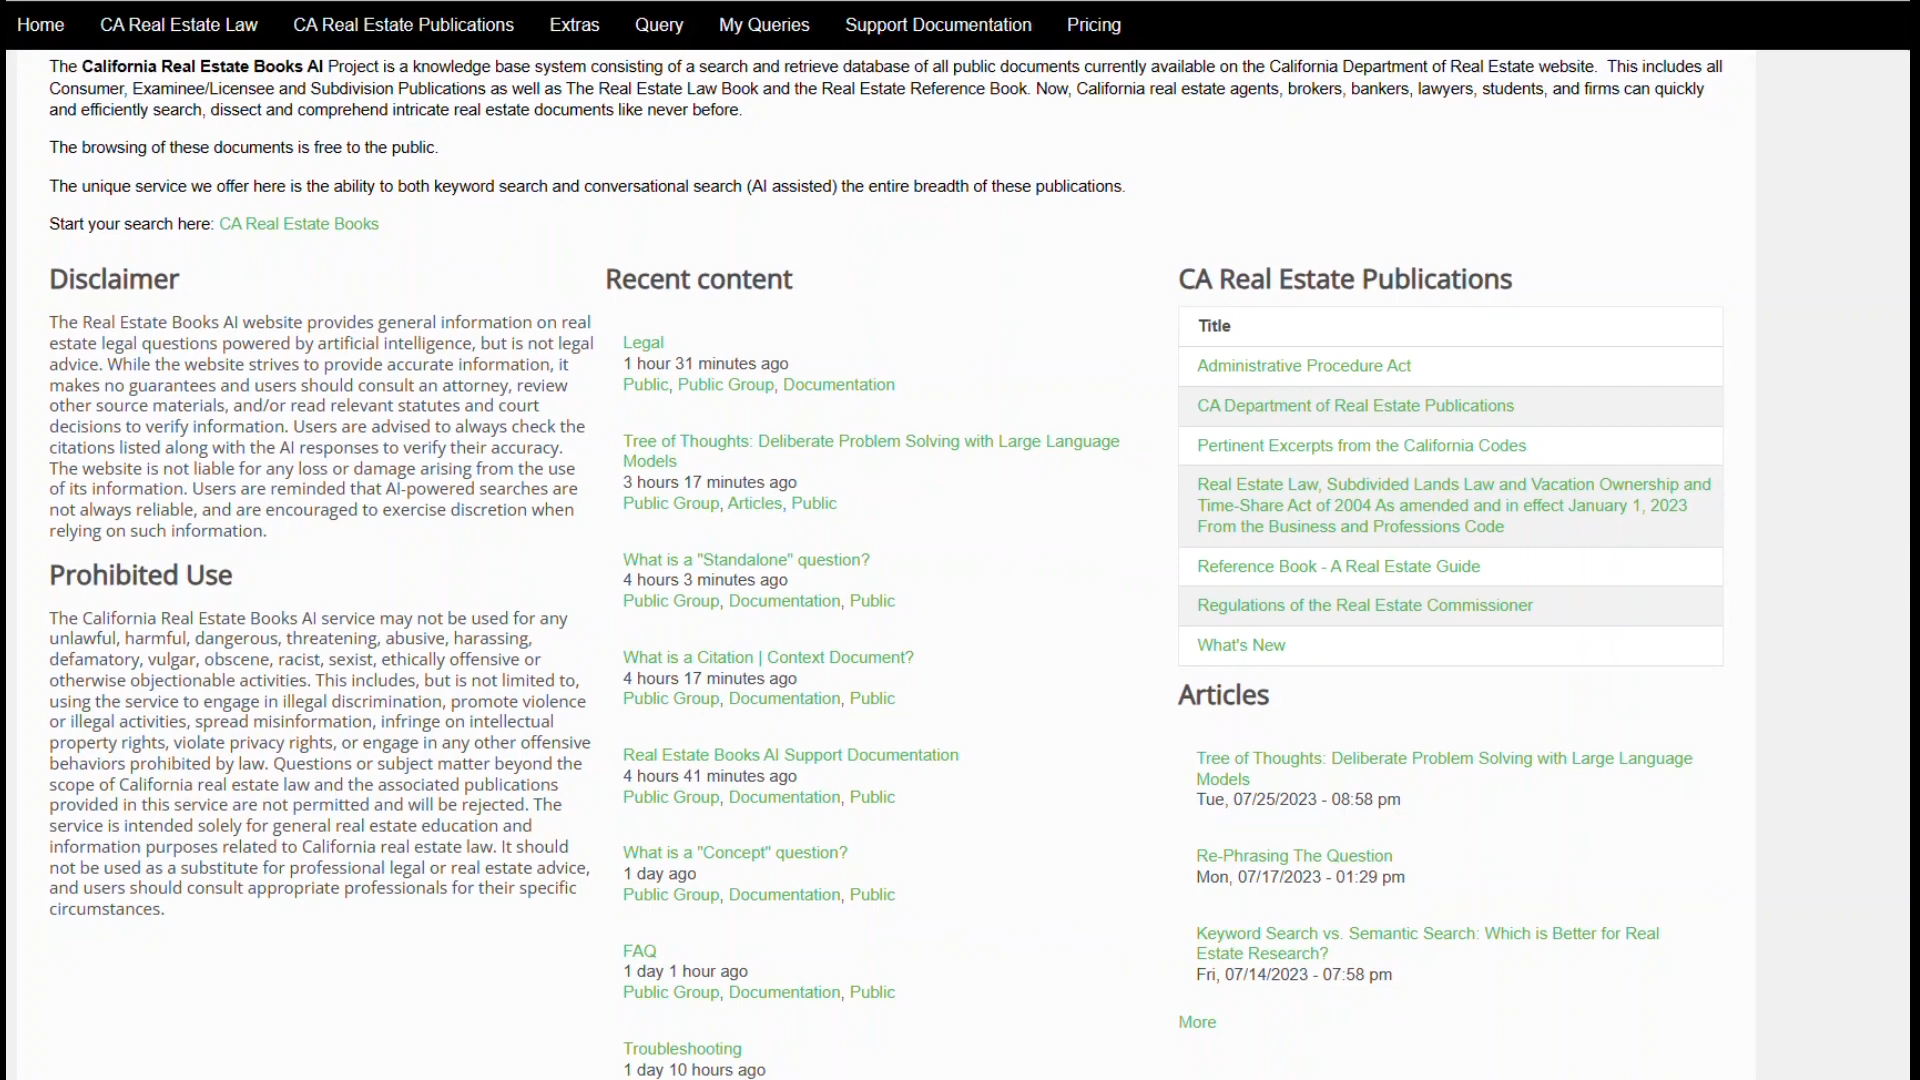 Home CA Real Estate Law CA Real Estate Publications Extras Query My Queries Support Documentation Pricing
The California Real Estate Books AI Project is a knowledge base system consisting of a search and retrieve database of all public documents currently available on the California Department of Real Estate website. This includes all
Consumer, Examinee/Licensee and Subdivision Publications as well as The Real Estate Law Book and the Real Estate Reference Book. Now, California real estate agents, brokers, bankers, lawyers, students, and firms can quickly
and efficiently search, dissect and comprehend intricate real estate documents like never before.
The browsing of these documents is free to the public.
The unique service we offer here is the ability to both keyword search and conversational search (AI assisted) the entire breadth of these publications.
Start your search here: CA Real Estate Books
Disclaimer
The Real Estate Books AI website provides general information on real
estate legal questions powered by artificial intelligence, but is not legal
advice. While the website strives to provide accurate information, it
makes no guarantees and users should consult an attorney, review
other source materials, and/or read relevant statutes and court
decisions to verify information. Users are advised to always check the
citations listed along with the AI responses to verify their accuracy.
The website is not liable for any loss or damage arising from the use
of its information. Users are reminded that AI-powered searches are
not always reliable, and are encouraged to exercise discretion when
relying on such information.
Prohibited Use
The California Real Estate Books AI service may not be used for any
unlawful, harmful, dangerous, threatening, abusive, harassing,
defamatory, vulgar, obscene, racist, sexist, ethically offensive or
otherwise objectionable activities. This includes, but is not limited to,
using the service to engage in illegal discrimination, promote violence
or illegal activities, spread misinformation, infringe on intellectual
property rights, violate privacy rights, or engage in any other offensive
behaviors prohibited by law. Questions or subject matter beyond the
scope of California real estate law and the associated publications
provided in this service are not permitted and will be rejected. The
service is intended solely for general real estate education and
information purposes related to California real estate law. It should
not be used as a substitute for professional legal or real estate advice,
and users should consult appropriate professionals for their specific
circumstances.
Recent content
Legal
1 hour 31 minutes ago
Public, Public Group, Documentation
Tree of Thoughts: Deliberate Problem Solving with Large Language
Models
3 hours 17 minutes ago
Public Group, Articles, Public
What is a "Standalone" question?
4 hours 3 minutes ago
Public Group, Documentation, Public
What is a Citation | Context Document?
4 hours 17 minutes ago
Public Group, Documentation, Public
Real Estate Books AI Support Documentation
4 hours 41 minutes ago
Public Group, Documentation, Public
What is a "Concept" question?
1 day ago
Public Group, Documentation, Public
FAQ
1 day 1 hour ago
Public Group, Documentation, Public
Troubleshooting
1 day 10 hours ago
CA Real Estate Publications
Title
Administrative Procedure Act
CA Department of Real Estate Publications
Pertinent Excerpts from the California Codes
Real Estate Law, Subdivided Lands Law and Vacation Ownership and
Time-Share Act of 2004 As amended and in effect January 1, 2023
From the Business and Professions Code
Reference Book - A Real Estate Guide
Regulations of the Real Estate Commissioner
What's New
Articles
Tree of Thoughts: Deliberate Problem Solving with Large Language
Models
Tue, 07/25/2023 - 08:58 pm
Re-Phrasing The Question
Mon, 07/17/2023 - 01:29 pm
Keyword Search vs. Semantic Search: Which is Better for Real
Estate Research?
Fri, 07/14/2023 - 07:58 pm
More